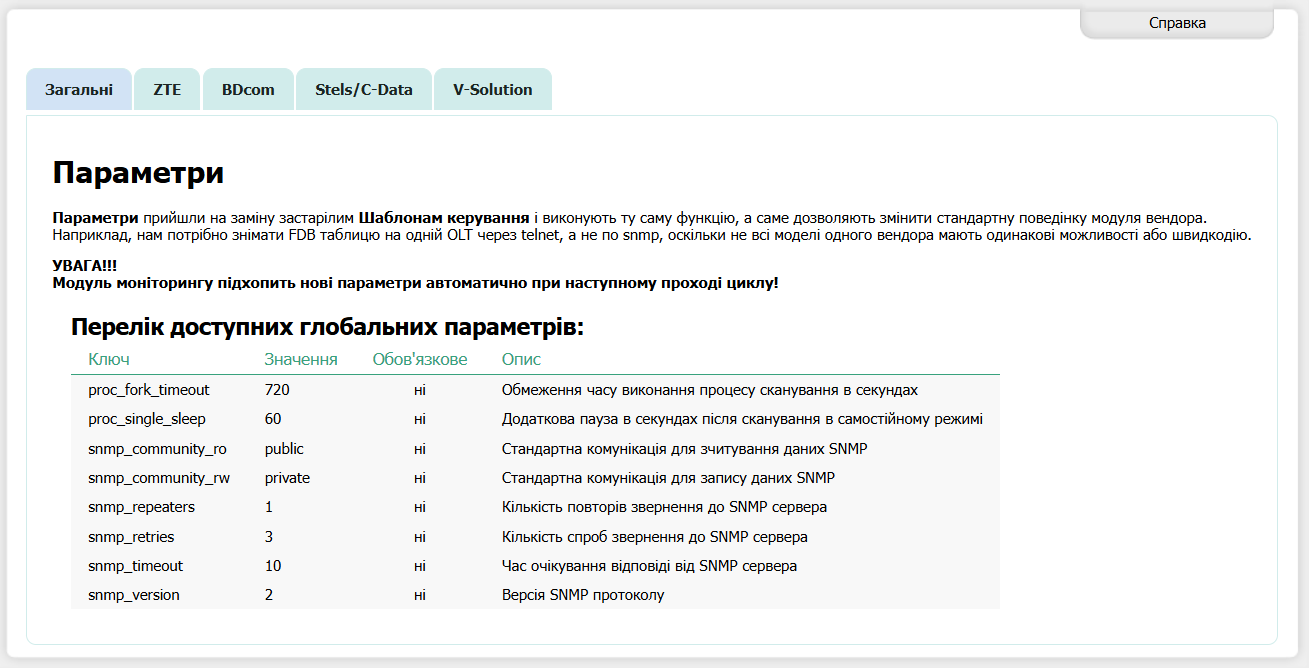 Справка
Загальні ZTE BDcom Stels/C-Data V-Solution
Параметри
Параметри прийшли на заміну застарілим Шаблонам керування і виконують ту саму функцію, а саме дозволяють змінити стандартну поведінку модуля вендора.
Наприклад, нам потрібно знімати FDB таблицю на одній OLT через telnet, а не по snmp, оскільки не всі моделі одного вендора мають одинакові можливості або швидкодію.
УВАГА!!!
Модуль моніторингу підхопить нові параметри автоматично при наступному проході циклу!
Перелік доступних глобальних параметрів:
Ключ Значення Обов'язкове Опис
proc_fork_timeout 720 ні Обмеження часу виконання процесу сканування в секундах
proc_single_sleep 60 ні Додаткова пауза в секундах після сканування в самостійному режимі
snmp_community_ro public ні Стандартна комунікація для зчитування даних SNMP
snmp_community_rw private ні Стандартна комунікація для запису даних SNMP
snmp_repeaters 1 ні Кількість повторів звернення до SNMP сервера
snmp_retries 3 ні Кількість спроб звернення до SNMP сервера
snmp_timeout 10 ні Час очікування відповіді від SNMP сервера
snmp_version 2 ні Версія SNMP протоколу